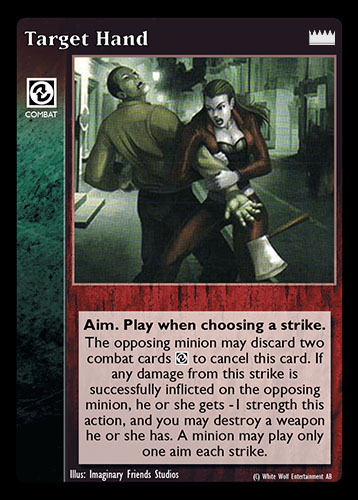 Target Hand
COMBAT
Aim. Play when choosing a strike.
The opposing minion may discard two
combat cards to cancel this card. If
any damage from this strike is
successfully inflicted on the opposing
minion, he or she gets -1 strength this
action, and you may destroy a weapon
he or she has. A minion may play only
one aim each strike.
Illus: Imaginary Friends Studios
(C) White Wolf Entertainment AB